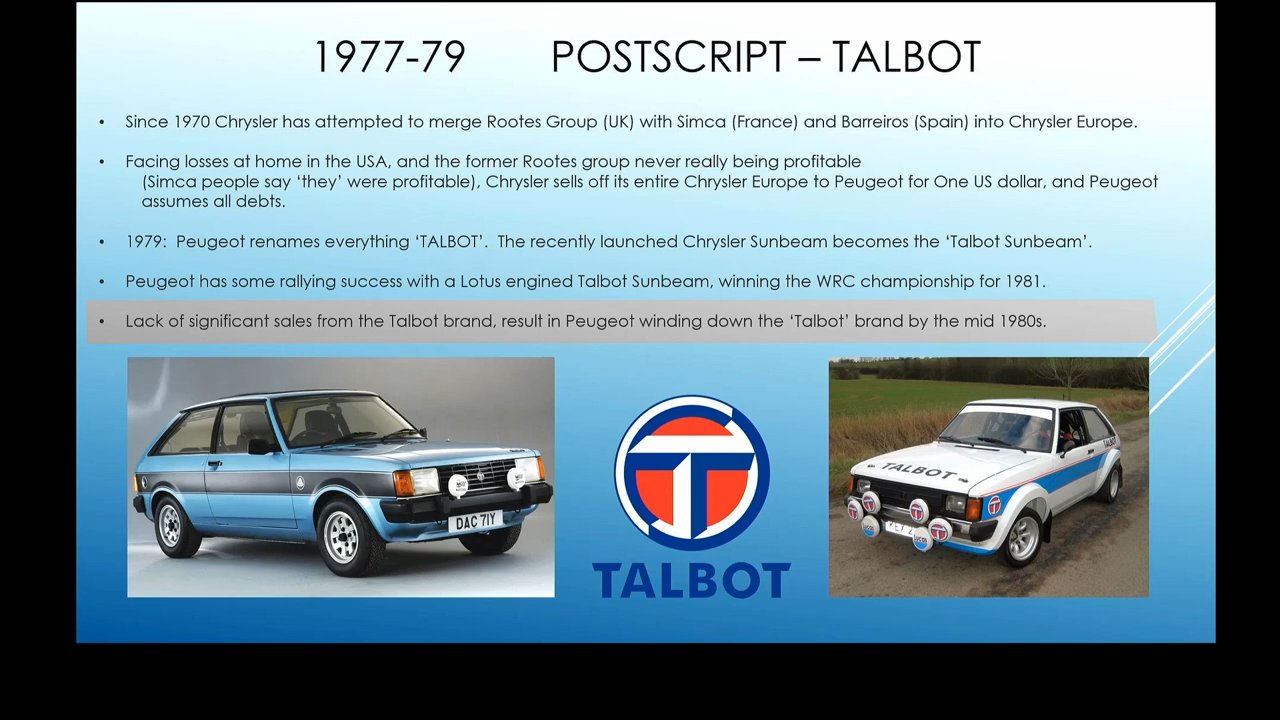 1977-79 POSTSCRIPT – TALBOT
• Since 1970 Chrysler has attempted to merge Rootes Group (UK) with Simca (France) and Barreiros (Spain) into Chrysler Europe.
• Facing losses at home in the USA, and the former Rootes group never really being profitable
(Simca people say ‘they’ were profitable), Chrysler sells off its entire Chrysler Europe to Peugeot for One US dollar, and Peugeot
assumes all debts.
• 1979: Peugeot renames everything ‘TALBOT’. The recently launched Chrysler Sunbeam becomes the ‘Talbot Sunbeam’.
• Peugeot has some rallying success with a Lotus engined Talbot Sunbeam, winning the WRC championship for 1981.
• Lack of significant sales from the Talbot brand, result in Peugeot winding down the ‘Talbot’ brand by the mid 1980s.
DAC 71Y
TALBOT
TALBOT